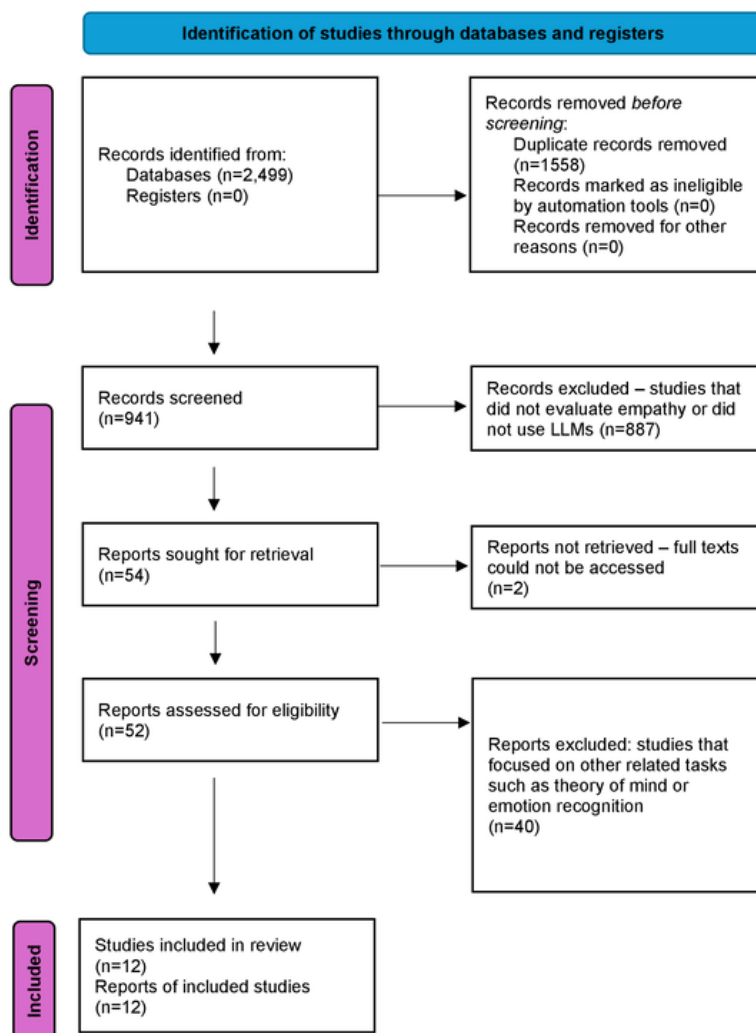 Identification of studies through databases and registers
Identification
Records identified from:
Databases (n=2,499)
Registers (n=0)
Records removed before
screening:
Duplicate records removed
(n=1558)
Records marked as ineligible
by automation tools (n=0)
Records removed for other
reasons (n=0)
Screening
Records screened
(n=941)
Records excluded – studies that
did not evaluate empathy or did
not use LLMs (n=887)
Reports sought for retrieval
(n=54)
Reports not retrieved – full texts
could not be accessed
(n=2)
Reports assessed for eligibility
(n=52)
Reports excluded: studies that
focused on other related tasks
such as theory of mind or
emotion recognition
(n=40)
Included
Studies included in review
(n=12)
Reports of included studies
(n=12)